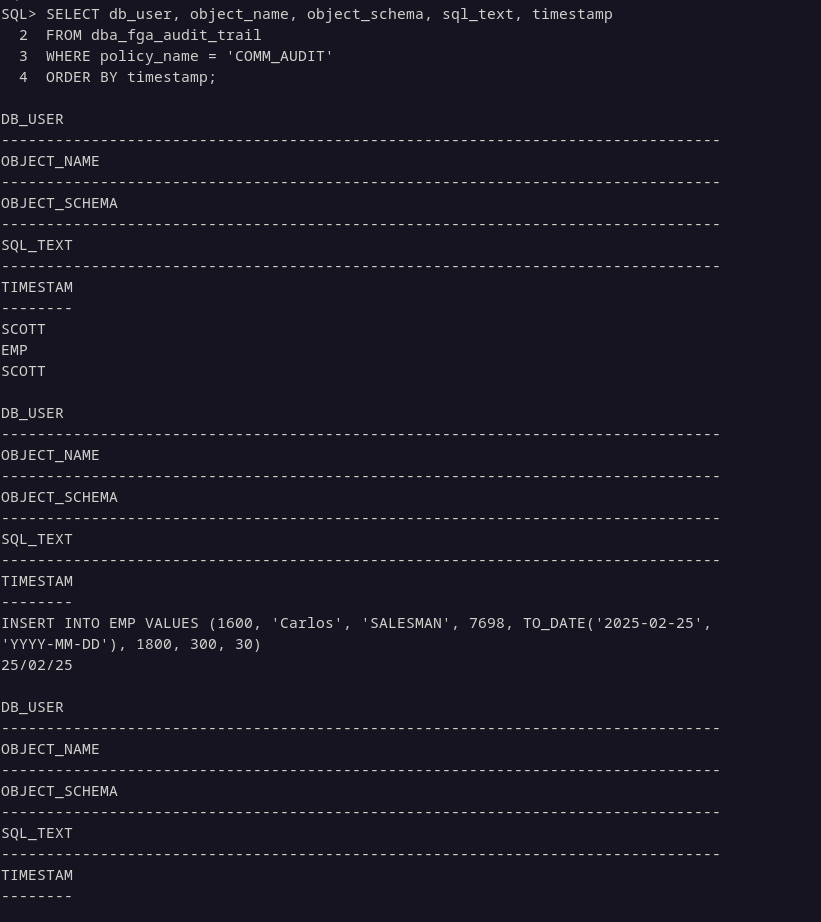 SQL> SELECT db_user, object_name, object_schema, sql_text, timestamp
  2  FROM dba_fga_audit_trail
  3  WHERE policy_name = 'COMM_AUDIT'
  4  ORDER BY timestamp;

DB_USER
--------------------------------------------------------------------------------
OBJECT_NAME
--------------------------------------------------------------------------------
OBJECT_SCHEMA
--------------------------------------------------------------------------------
SQL_TEXT
--------------------------------------------------------------------------------
TIMESTAM
--------
SCOTT
EMP
SCOTT

DB_USER
--------------------------------------------------------------------------------
OBJECT_NAME
--------------------------------------------------------------------------------
OBJECT_SCHEMA
--------------------------------------------------------------------------------
SQL_TEXT
--------------------------------------------------------------------------------
TIMESTAM
--------
INSERT INTO EMP VALUES (1600, 'Carlos', 'SALESMAN', 7698, TO_DATE('2025-02-25',
'YYYY-MM-DD'), 1800, 300, 30)
25/02/25

DB_USER
--------------------------------------------------------------------------------
OBJECT_NAME
--------------------------------------------------------------------------------
OBJECT_SCHEMA
--------------------------------------------------------------------------------
SQL_TEXT
--------------------------------------------------------------------------------
TIMESTAM
--------